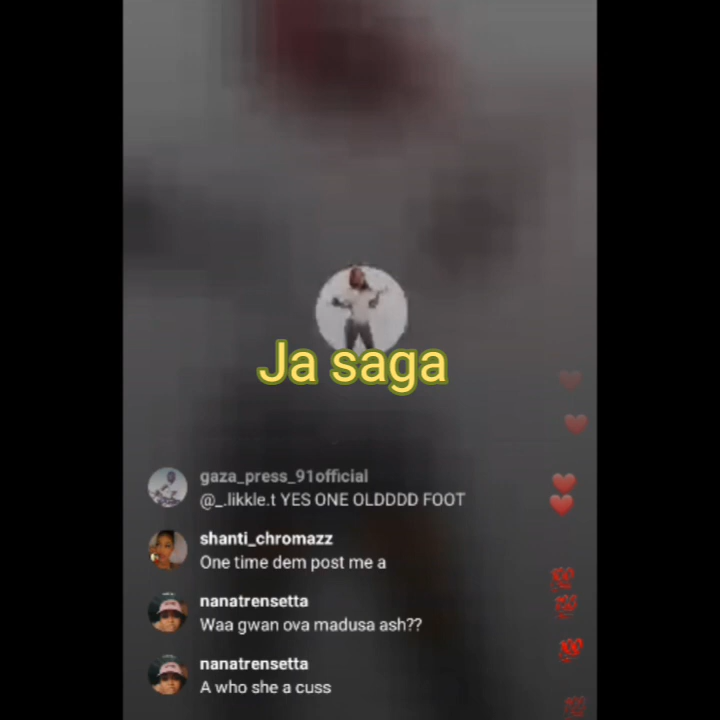 Ja saga
gaza_press_91official
@_.likkle.t YES ONE OLDDDD FOOT
shanti_chromazz
One time dem post me a
nanatrensetta
Waa gwan ova madusa ash??
nanatrensetta
A who she a cuss